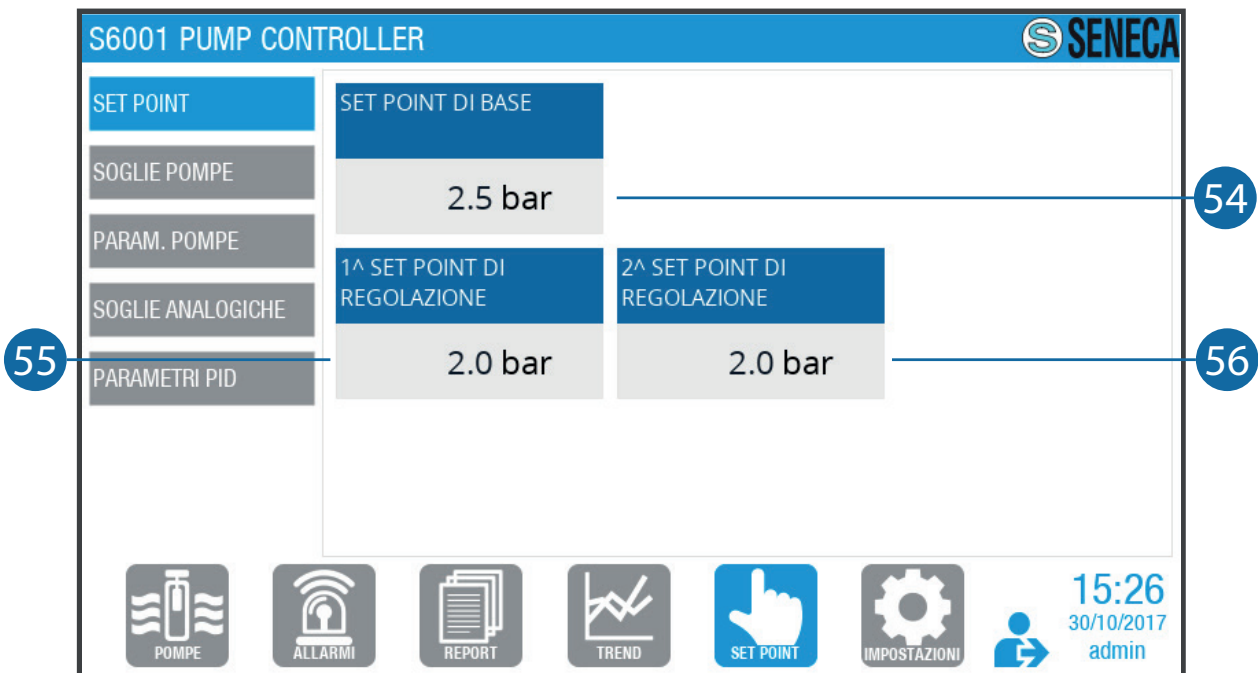 S6001 PUMP CONTROLLER
S SENECA
SET POINT
SOGLIE POMPE
PARAM. POMPE
SOGLIE ANALOGICHE
PARAMETRI PID
SET POINT DI BASE
2.5 bar
54
1^ SET POINT DI
REGOLAZIONE
2.0 bar
55
2^ SET POINT DI
REGOLAZIONE
2.0 bar
56
POMPE
ALLARMI
REPORT
TREND
SET POINT
IMPOSTAZIONI
15:26
30/10/2017
admin